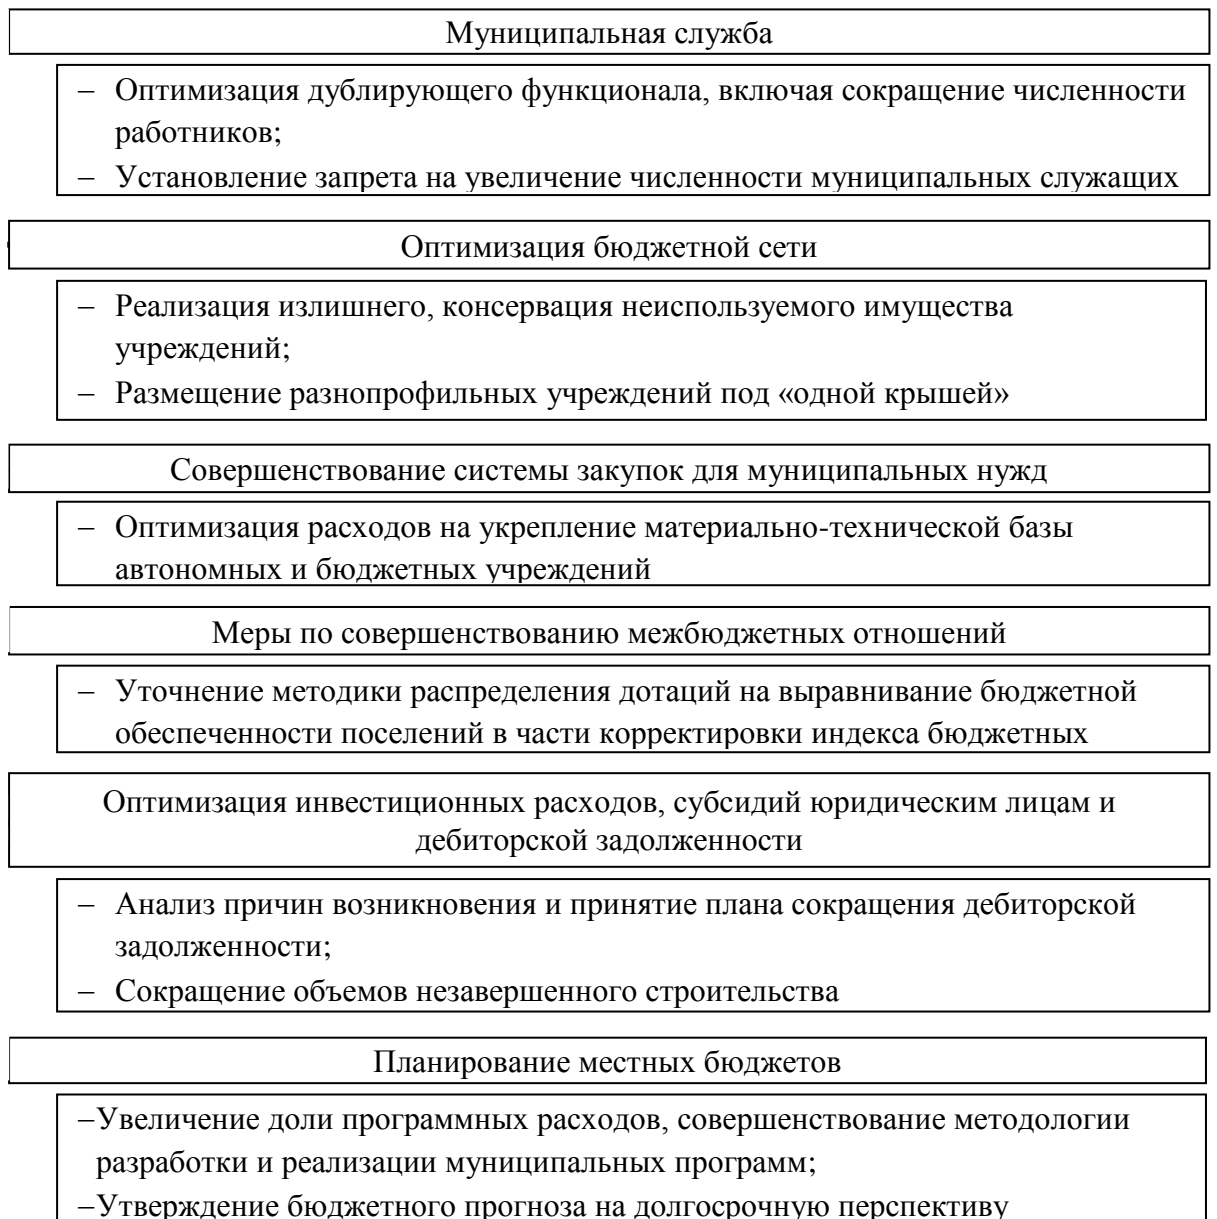 Муниципальная служба
– Оптимизация дублирующего функционала, включая сокращение численности
работников;
– Установление запрета на увеличение численности муниципальных служащих
Оптимизация бюджетной сети
– Реализация излишнего, консервация неиспользуемого имущества
учреждений;
– Размещение разнопрофильных учреждений под «одной крышей»
Совершенствование системы закупок для муниципальных нужд
– Оптимизация расходов на укрепление материально-технической базы
автономных и бюджетных учреждений
Меры по совершенствованию межбюджетных отношений
– Уточнение методики распределения дотаций на выравнивание бюджетной
обеспеченности поселений в части корректировки индекса бюджетных
Оптимизация инвестиционных расходов, субсидий юридическим лицам и
дебиторской задолженности
– Анализ причин возникновения и принятие плана сокращения дебиторской
задолженности;
– Сокращение объемов незавершенного строительства
Планирование местных бюджетов
–Увеличение доли программных расходов, совершенствование методологии
разработки и реализации муниципальных программ;
–Утверждение бюджетного прогноза на долгосрочную перспективу